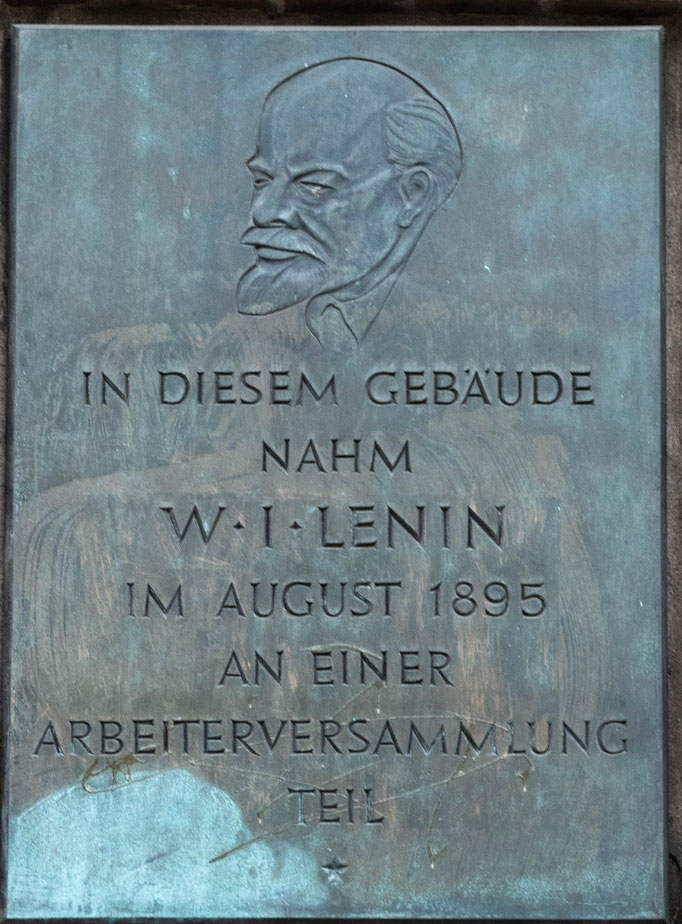 IN DIESEM GEBÄUDE
NAHM
W·I·LENIN
IM AUGUST 1895
AN EINER
ARBEITERVERSAMMLUNG
TEIL